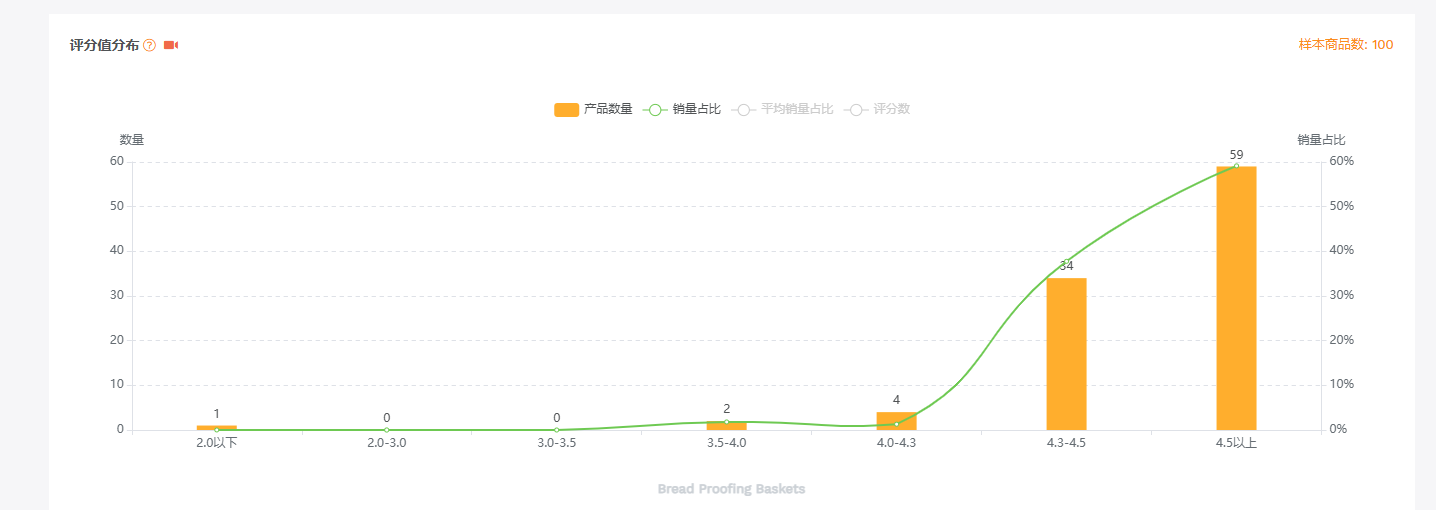 评分值分布 ?
样本商品数: 100
产品数量 销量占比 平均销量占比 评分数
数量 销量占比
59
60 60%
50 50%
40 40%
34
30 30%
20 20%
10 10%
4
2
1 0 0
0 0%
2.0以下 2.0-3.0 3.0-3.5 3.5-4.0 4.0-4.3 4.3-4.5 4.5以上
Bread Proofing Baskets